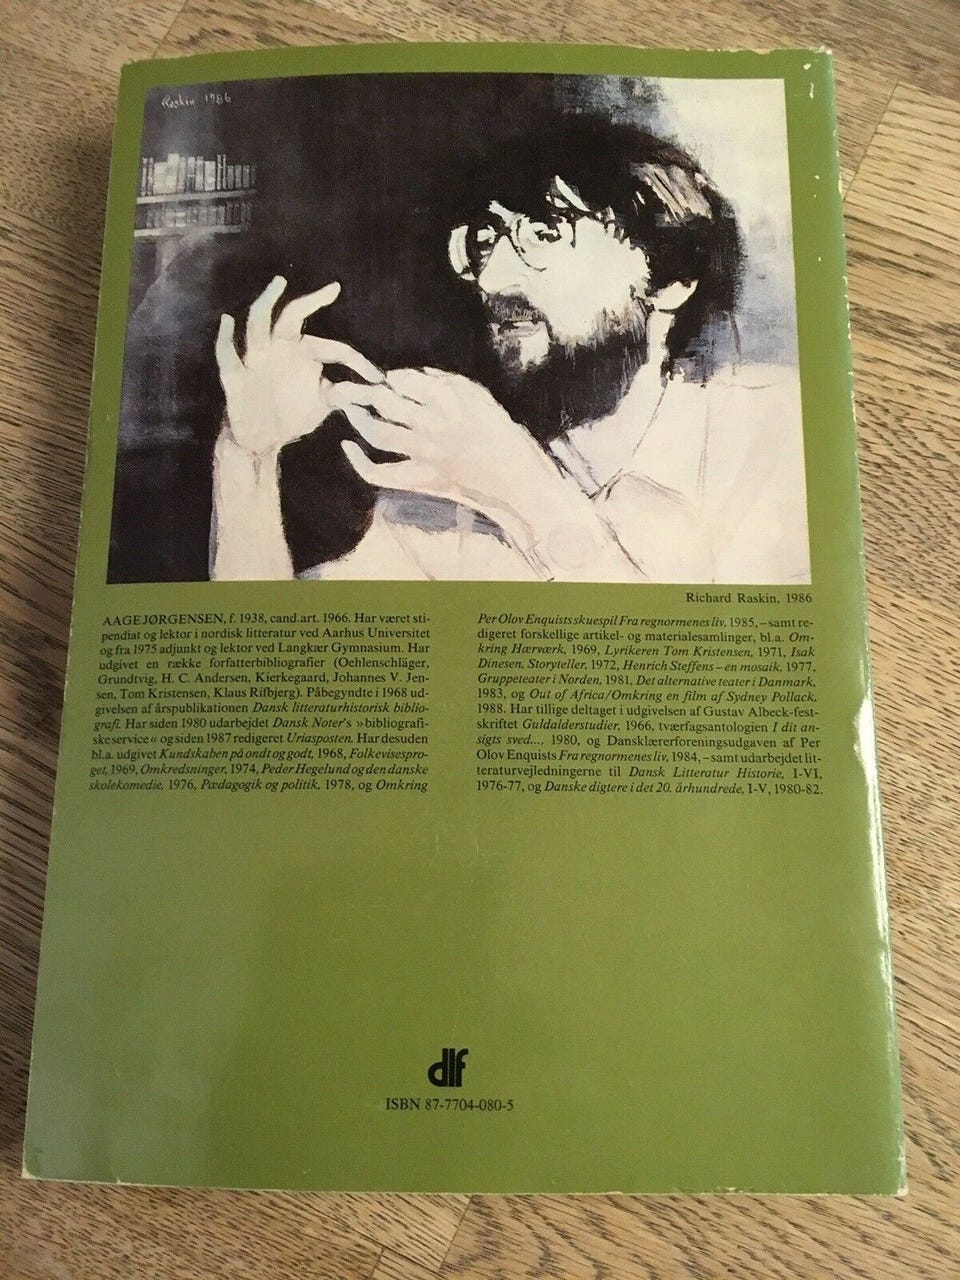 Raskin 1986
Richard Raskin, 1986
AAGE JØRGENSEN, f. 1938, cand.art. 1966. Har været sti-
pendiat og lektor i nordisk litteratur ved Aarhus Universitet
og fra 1975 adjunkt og lektor ved Langkær Gymnasium. Har
udgivet en række forfatterbibliografier (Oehlenschläger,
Grundtvig, H. C. Andersen, Kierkegaard, Johannes V. Jen-
sen, Tom Kristensen, Klaus Rifbjerg). Påbegyndte i 1968 ud-
givelsen af årspublikationen Dansk litteraturhistorisk biblio-
grafi. Har siden 1980 udarbejdet Dansk Noter's »bibliografi-
ske service« og siden 1987 redigeret Uriasposten. Har desuden
bl.a. udgivet Kundskaben på ondt og godt, 1968, Folkevisespro-
get, 1969, Omkredsninger, 1974, Peder Hegelund og den danske
skolekomedie, 1976, Pædagogik og politik, 1978, og Omkring
Per Olov Enquists skuespil Fra regnormenes liv, 1985, – samt re-
digeret forskellige artikel- og materialesamlinger, bl.a. Om-
kring Hærværk, 1969, Lyrikeren Tom Kristensen, 1971, Isak
Dinesen, Storyteller, 1972, Henrich Steffens – en mosaik, 1977,
Gruppeteater i Norden, 1981, Det alternative teater i Danmark,
1983, og Out of Africa/Omkring en film af Sydney Pollack,
1988. Har tillige deltaget i udgivelsen af Gustav Albeck-fest-
skriftet Guldalderstudier, 1966, tværfagsantologien I dit an-
sigts sved..., 1980, og Dansklærerforeningsudgaven af Per
Olov Enquists Fra regnormenes liv, 1984, – samt udarbejdet lit-
teraturvejledningerne til Dansk Litteratur Historie, I-VI,
1976-77, og Danske digtere i det 20. århundrede, I-V, 1980-82.
dlf
ISBN 87-7704-080-5